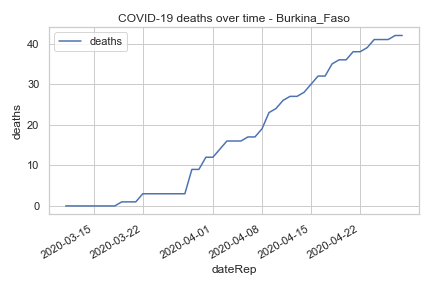 COVID-19 deaths over time - Burkina_Faso
deaths
40
30
20
10
0
deaths
2020-03-15
2020-03-22
2020-04-01
2020-04-08
2020-04-15
2020-04-22
dateRep